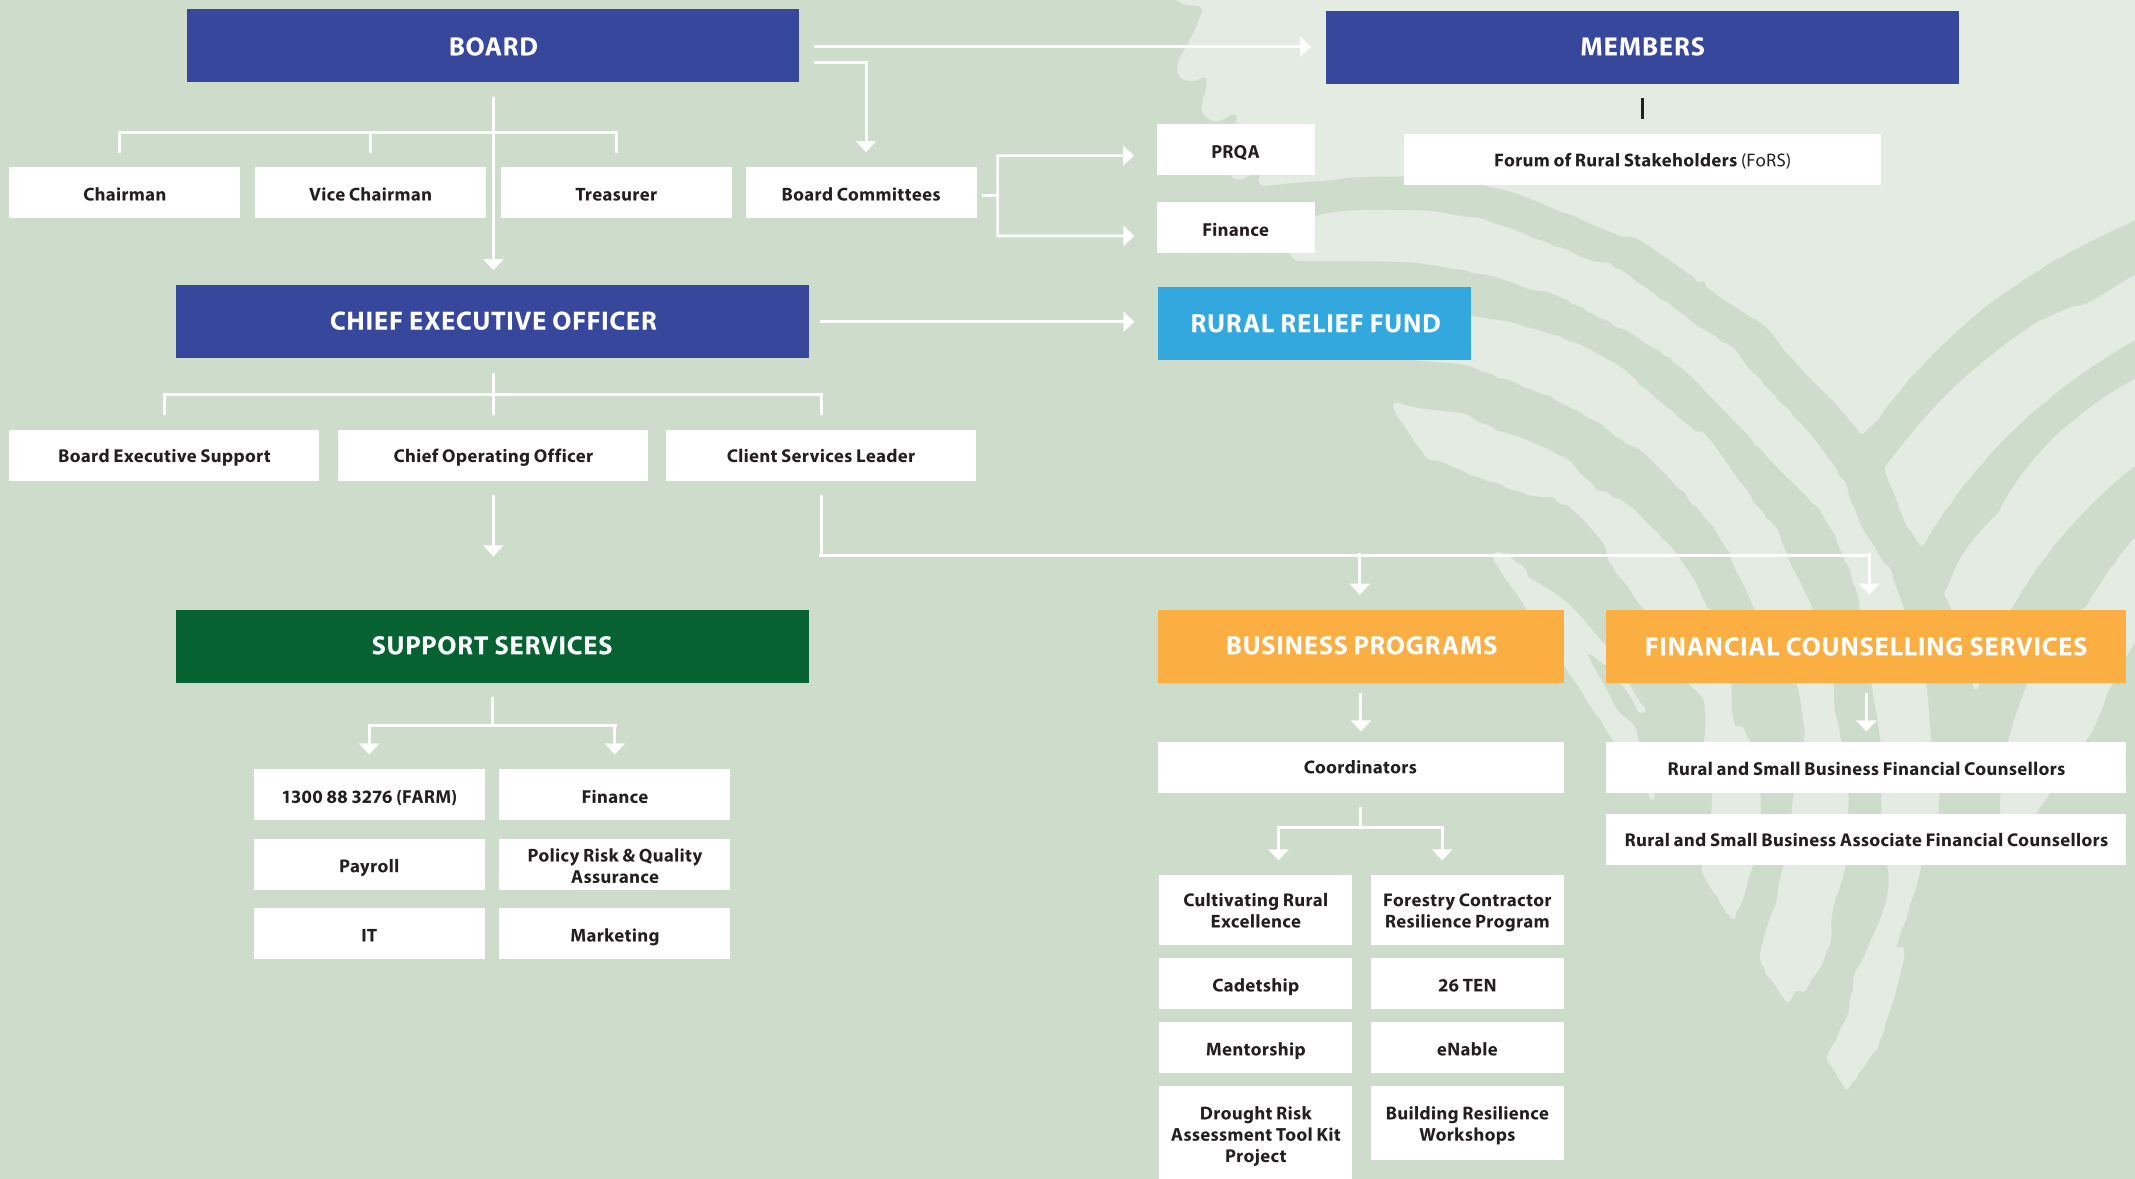 BOARD
MEMBERS
Chairman
Vice Chairman
Treasurer
Board Committees
PRQA
Finance
Forum of Rural Stakeholders (FoRS)
CHIEF EXECUTIVE OFFICER
RURAL RELIEF FUND
Board Executive Support
Chief Operating Officer
Client Services Leader
SUPPORT SERVICES
BUSINESS PROGRAMS
FINANCIAL COUNSELLING SERVICES
1300 88 3276 (FARM)
Finance
Payroll
Policy Risk & Quality
Assurance
IT
Marketing
Coordinators
Cultivating Rural
Excellence
Forestry Contractor
Resilience Program
Cadetship
26 TEN
Mentorship
eNable
Drought Risk
Assessment Tool Kit
Project
Building Resilience
Workshops
Rural and Small Business Financial Counsellors
Rural and Small Business Associate Financial Counsellors